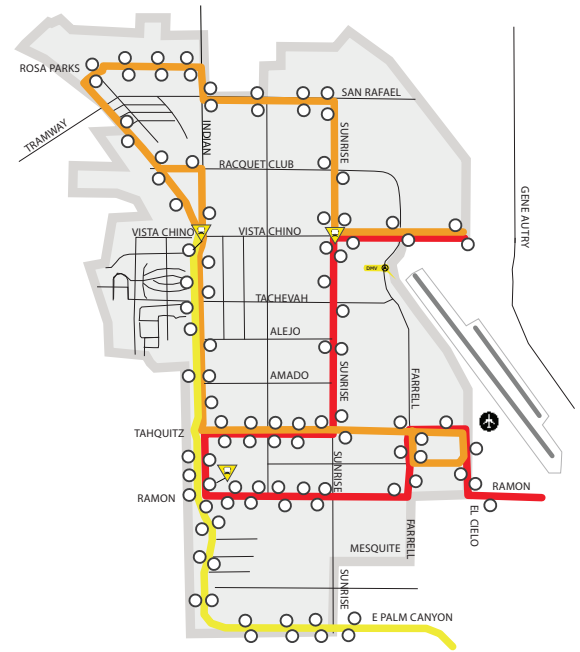 ROSA PARKS
SAN RAFAEL
TRAMWAY
INDIAN
SUNRISE
RACQUET CLUB
GENE AUTRY
VISTA CHINO
VISTA CHINO
DMV
TACHEVAH
ALEJO
AMADO
SUNRISE
FARRELL
TAHQUITZ
SUNRISE
RAMON
RAMON
EL CIELO
FARRELL
MESQUITE
SUNRISE
E PALM CANYON